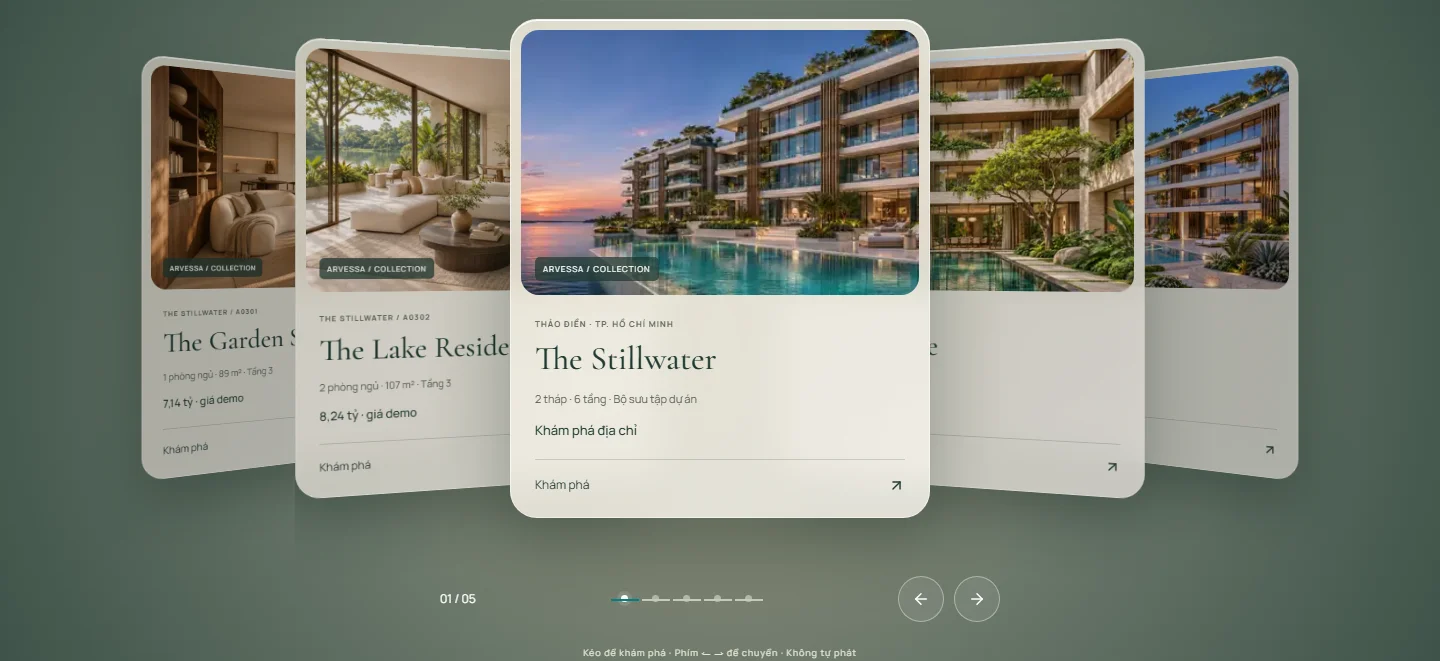 ARVESSA / COLLECTION
THE STILLWATER / A0301
The Garden S
1 phòng ngủ · 89 m² · Tầng 3
7,14 tỷ · giá demo
Khám phá
ARVESSA / COLLECTION
THE STILLWATER / A0302
The Lake Reside
2 phòng ngủ · 107 m² · Tầng 3
8,24 tỷ · giá demo
Khám phá
ARVESSA / COLLECTION
THẢO ĐIỀN · TP. HỒ CHÍ MINH
The Stillwater
2 tháp · 6 tầng · Bộ sưu tập dự án
Khám phá địa chỉ
Khám phá ↗
e
↗
↗
01 / 05
← →
Kéo để khám phá · Phím ← → để chuyển · Không tự phát